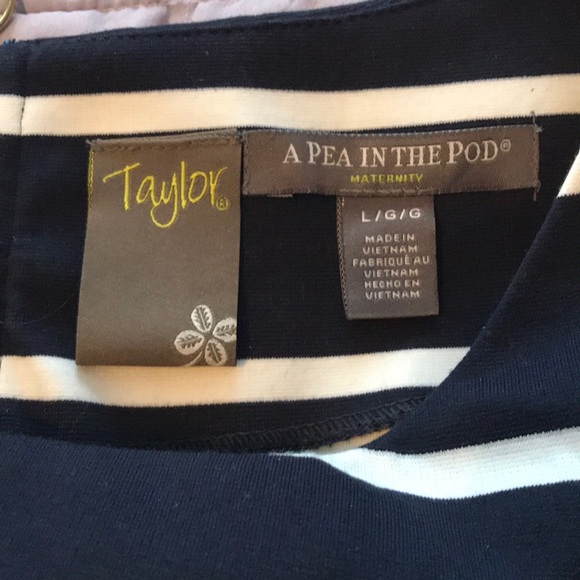 Taylor®
A PEA IN THE POD®
MATERNITY
L/G/G
MADE IN
VIETNAM
FABRIQUÉ AU
VIETNAM
HECHO EN
VIETNAM